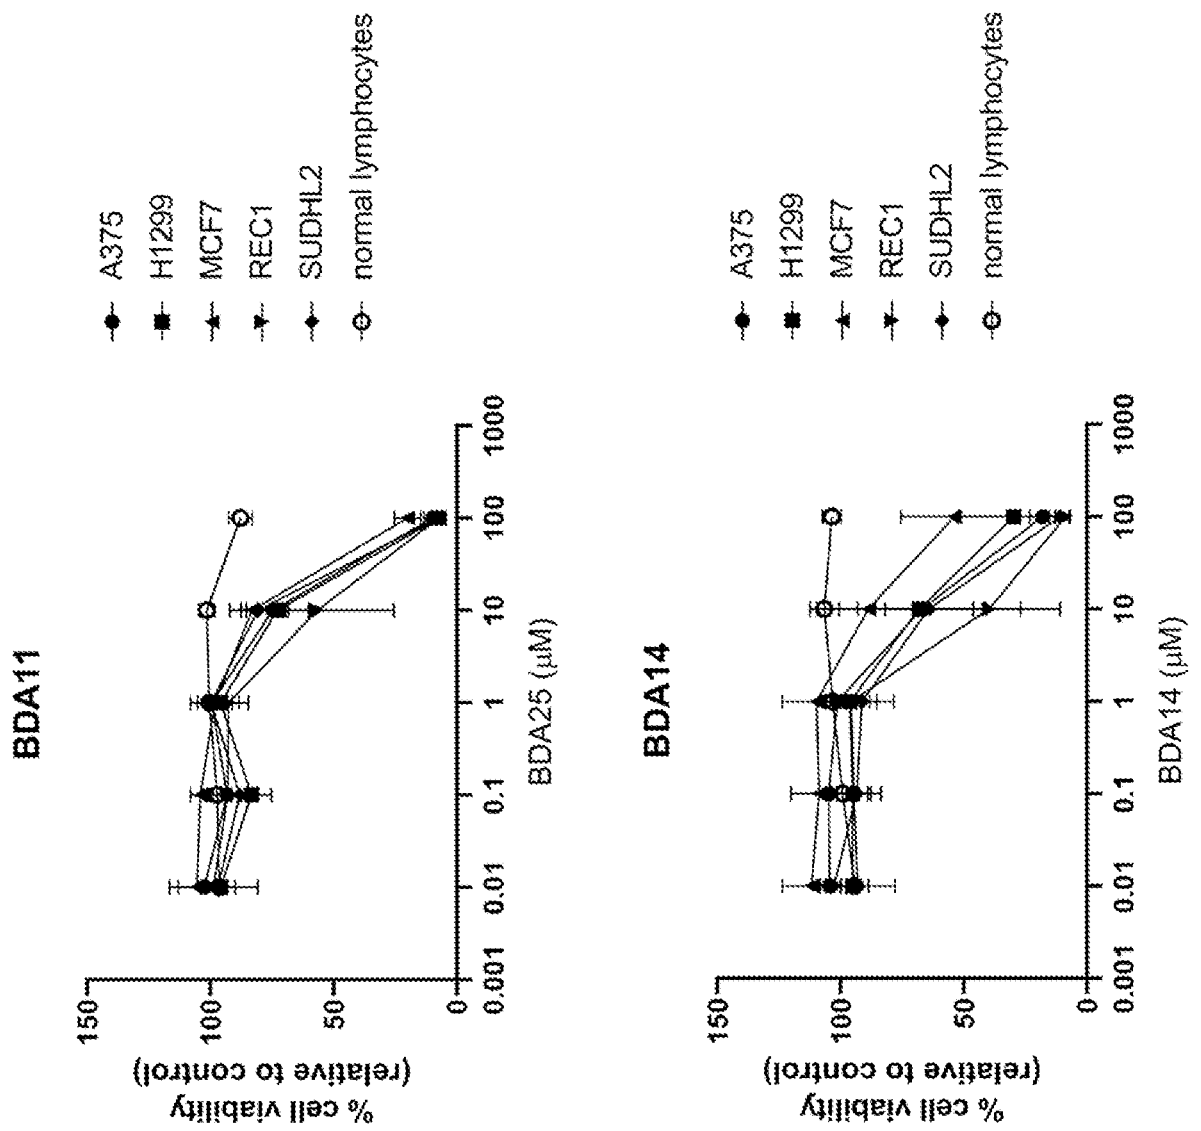 BDA11
% cell viability
(relative to control)
150
100
50
0
0.001
0.01
0.1
1
10
100
1000
BDA25 (μM)
A375
H1299
MCF7
REC1
SUDHL2
normal lymphocytes
BDA14
% cell viability
(relative to control)
150
100
50
0
0.001
0.01
0.1
1
10
100
1000
BDA14 (μM)
A375
H1299
MCF7
REC1
SUDHL2
normal lymphocytes